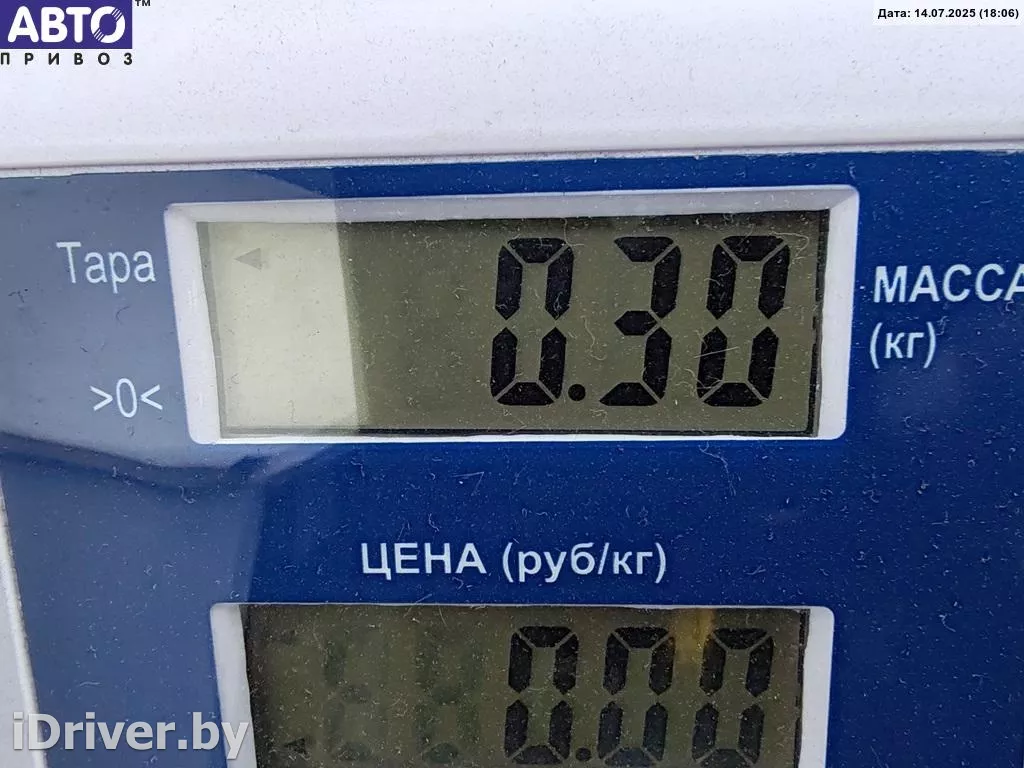 АВТО™
ПРИВОЗ
Дата: 14.07.2025 (18:06)
Тара
0.30
МАССА
(кг)
>0<
ЦЕНА (руб/кг)
0.00
iDriver.by